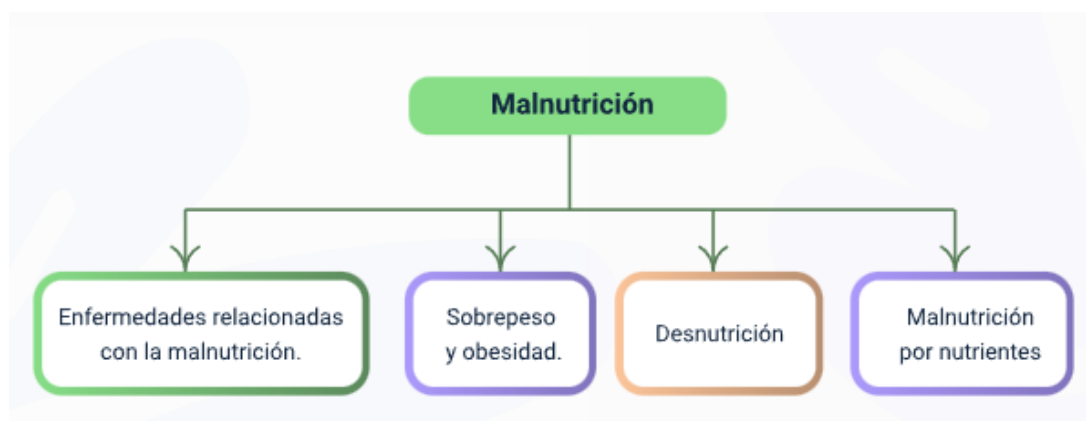 Malnutrición
Enfermedades relacionadas
con la malnutrición.
Sobrepeso
y obesidad.
Desnutrición
Malnutrición
por nutrientes